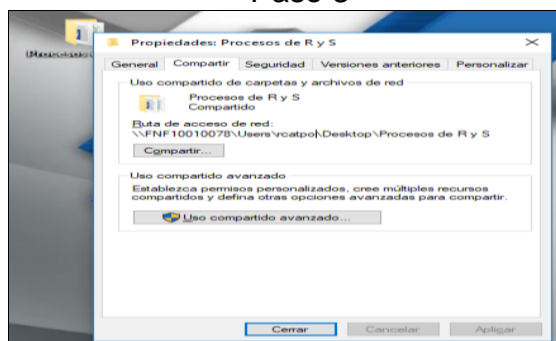 Propiedades: Procesos de R y S
General Compartir Seguridad Versiones anteriores Personalizar
Uso compartido de carpetas y archivos de red
Procesos de R y S
Compartido
Ruta de acceso de red:
\\FNF10010078\Users\rcatpo\Desktop\Procesos de R y S
Compartir...
Uso compartido avanzado
Establezca permisos personalizados, cree múltiples recursos
compartidos y defina otras opciones avanzadas para compartir.
Uso compartido avanzado...
Cerrar Cancelar Aplicar